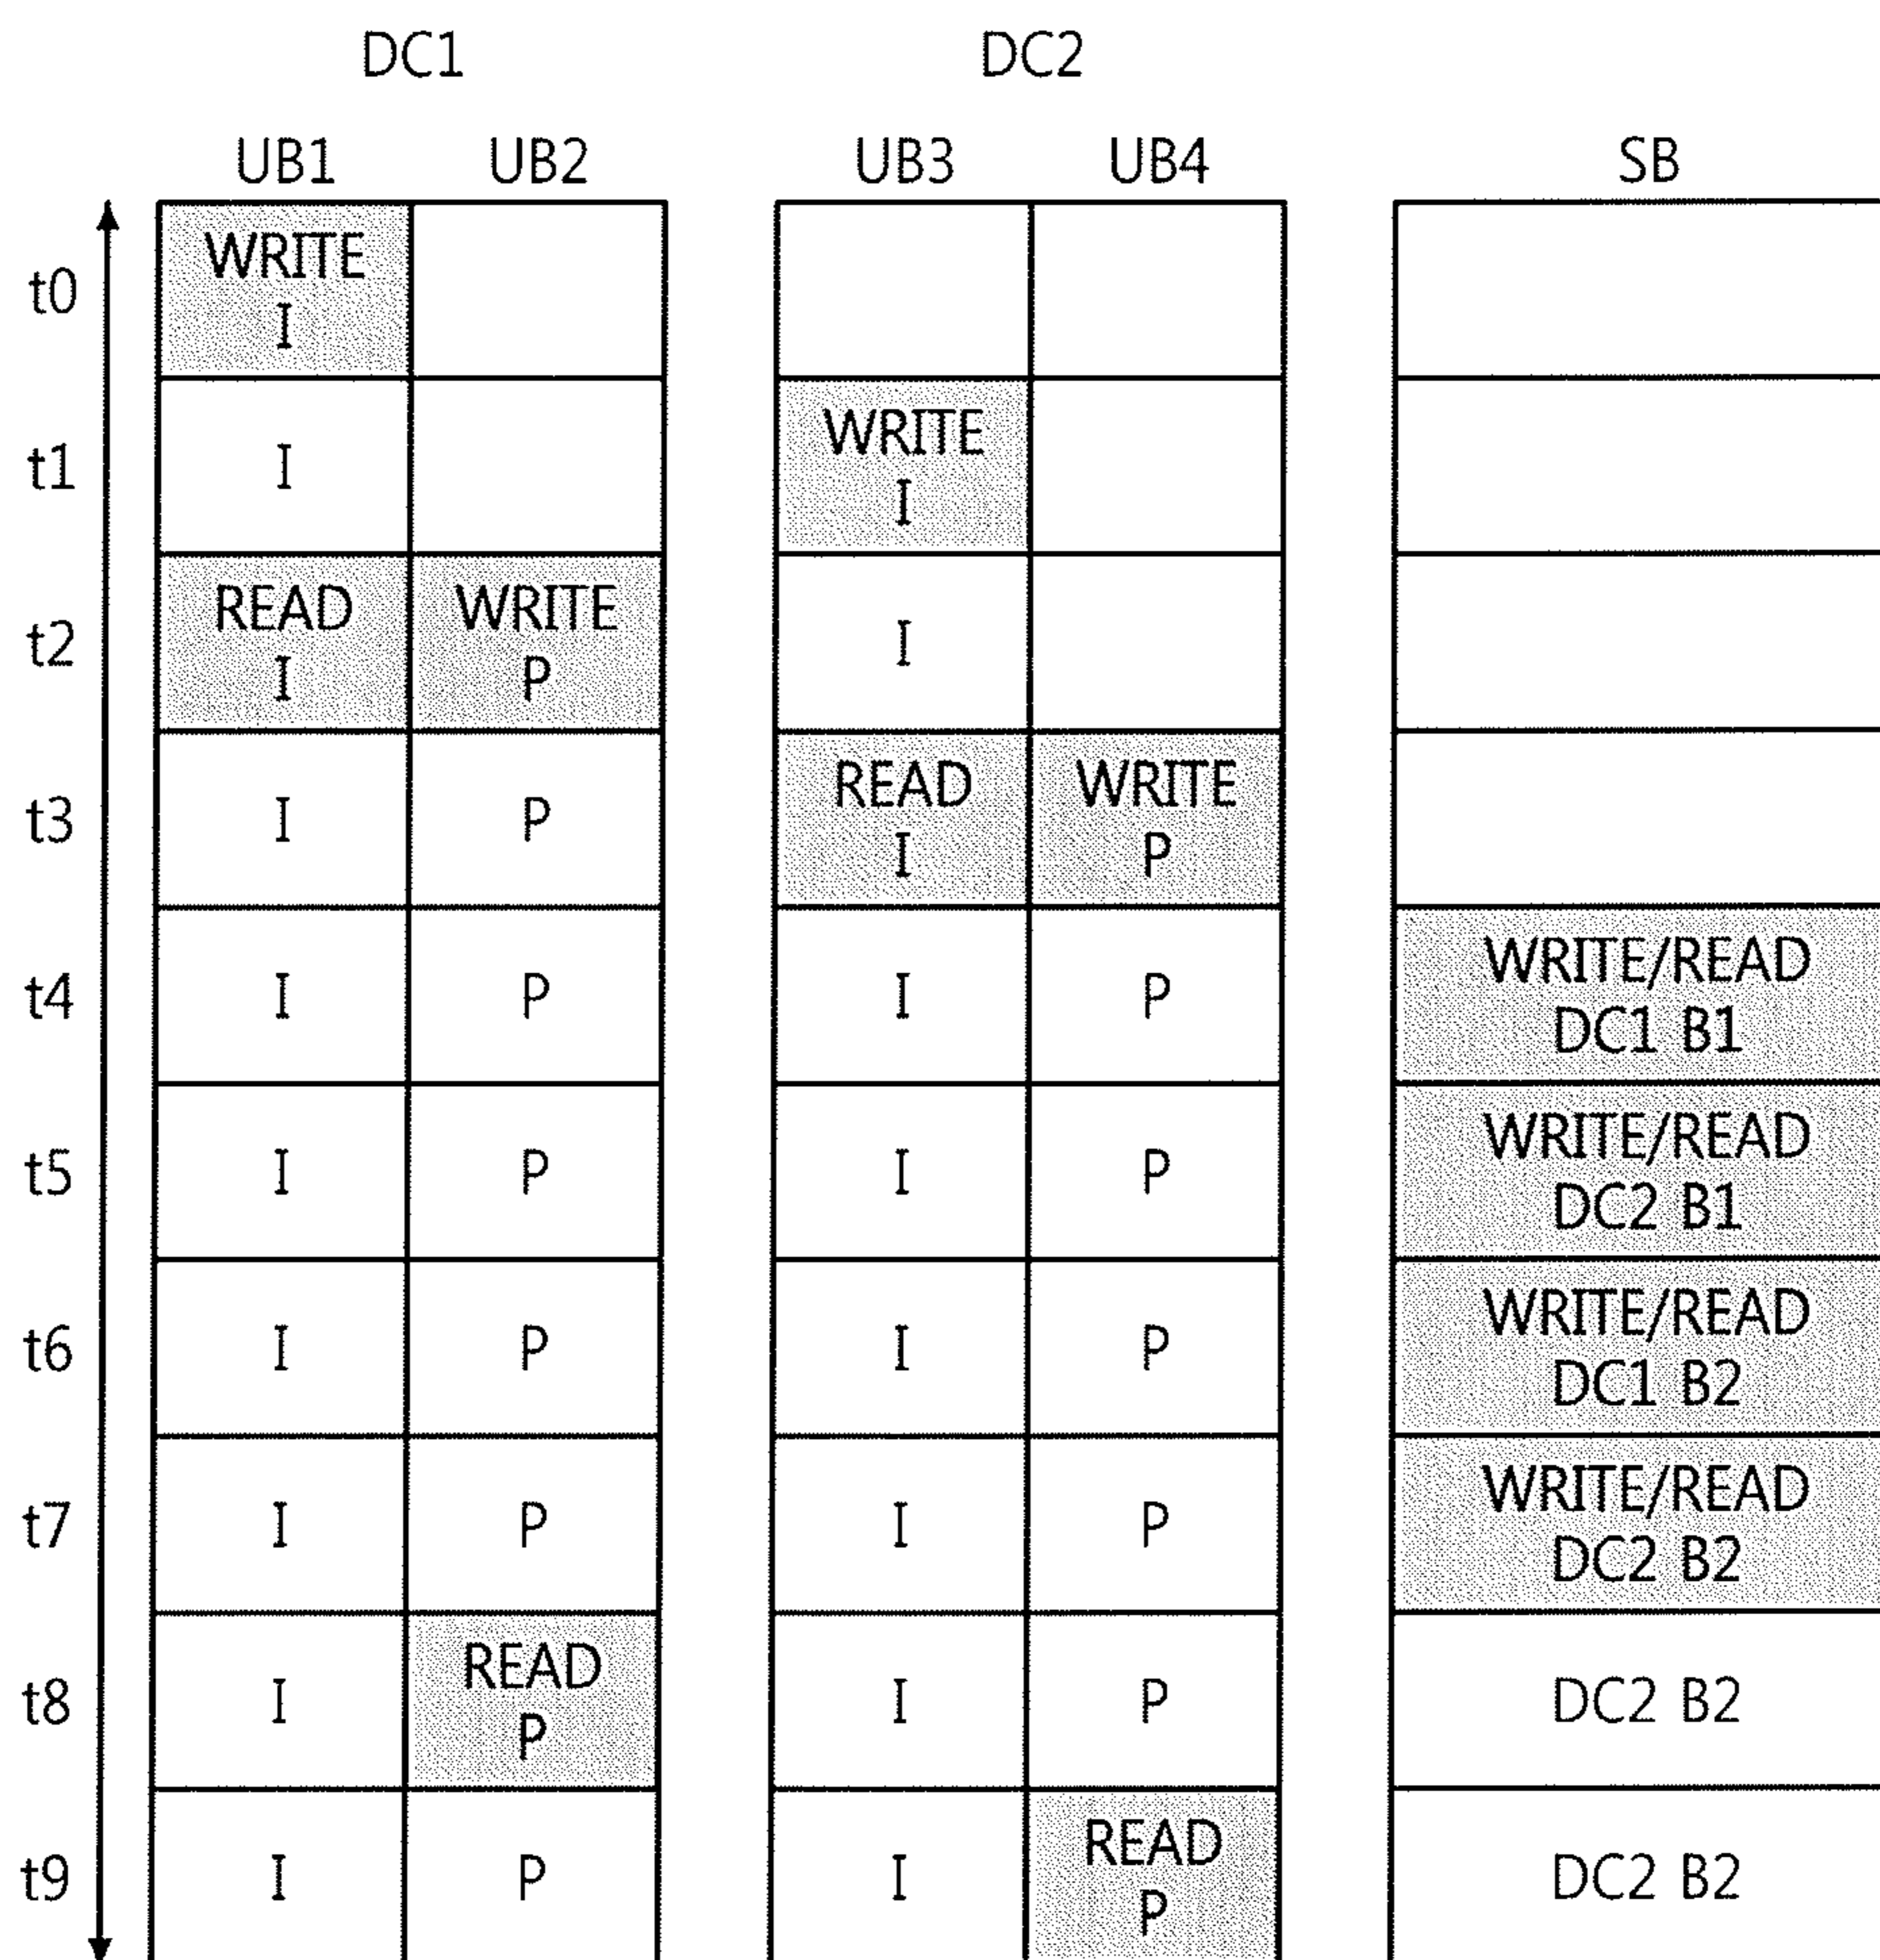 DC1 DC2
UB1 UB2 UB3 UB4 SB
t0 WRITE
I
t1 I WRITE
I
t2 READ WRITE I
I P
t3 I P READ WRITE
I P
t4 I P I P WRITE/READ
DC1 B1
t5 I P I P WRITE/READ
DC2 B1
t6 I P I P WRITE/READ
DC1 B2
t7 I P I P WRITE/READ
DC2 B2
t8 I READ I P DC2 B2
P
t9 I P I READ DC2 B2
P